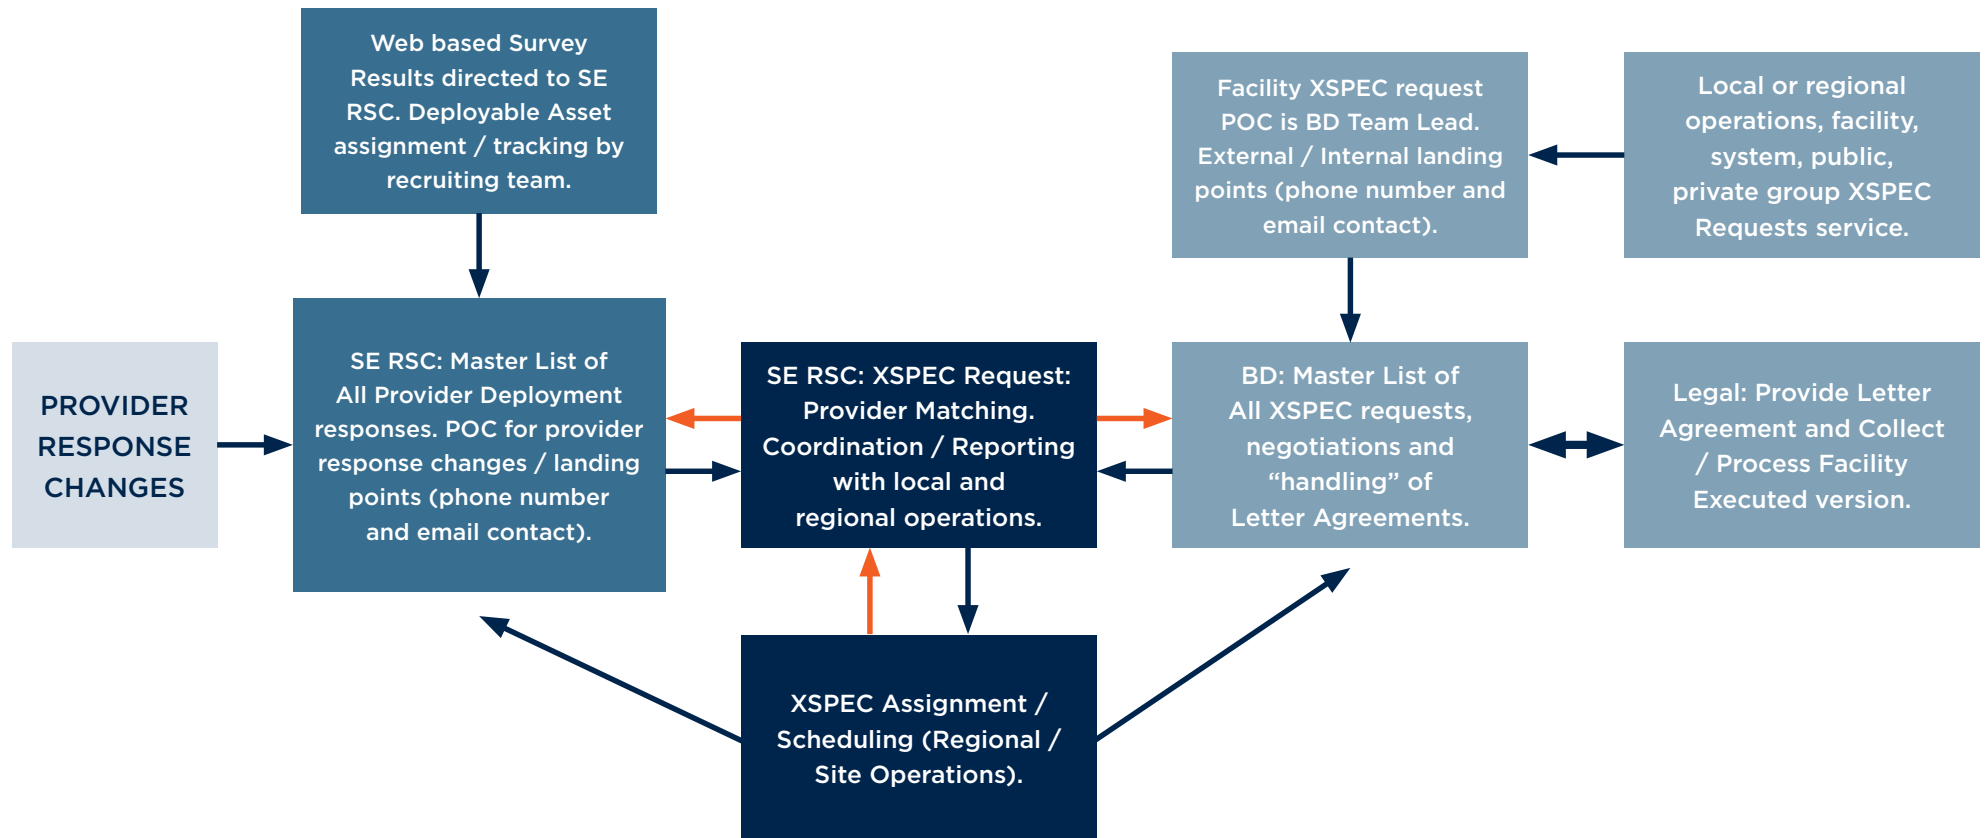 Web based Survey
Results directed to SE
RSC. Deployable Asset
assignment / tracking by
recruiting team.
Facility XSPEC request
POC is BD Team Lead.
External / Internal landing
points (phone number and
email contact).
Local or regional
operations, facility,
system, public,
private group XSPEC
Requests service.
PROVIDER
RESPONSE
CHANGES
SE RSC: Master List of
All Provider Deployment
responses. POC for provider
response changes / landing
points (phone number
and email contact).
SE RSC: XSPEC Request:
Provider Matching.
Coordination / Reporting
with local and
regional operations.
BD: Master List of
All XSPEC requests,
negotiations and
“handling” of
Letter Agreements.
Legal: Provide Letter
Agreement and Collect
/ Process Facility
Executed version.
XSPEC Assignment /
Scheduling (Regional /
Site Operations).